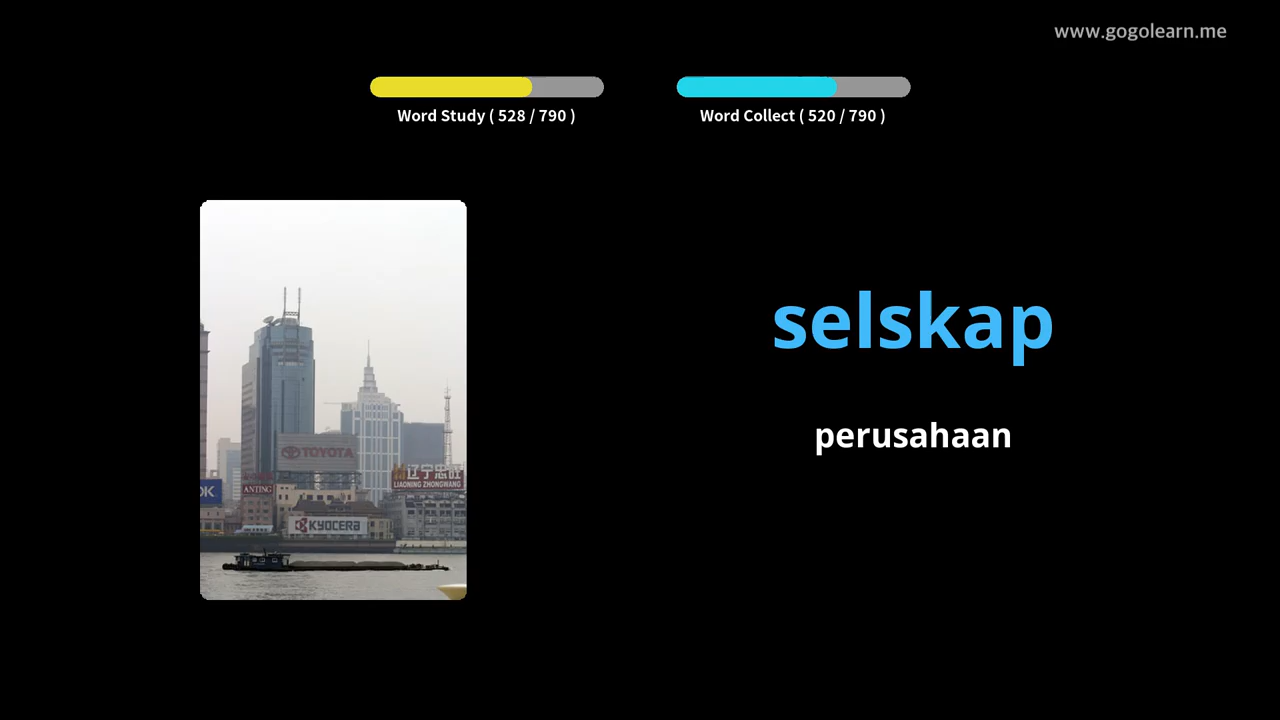 www.gogolearn.me
Word Study ( 528 / 790 )
Word Collect ( 520 / 790 )
selskap
perusahaan
TOYOTA
辽宁忠旺
LIAONING ZHONGWANG
ANTING
KYOCERA